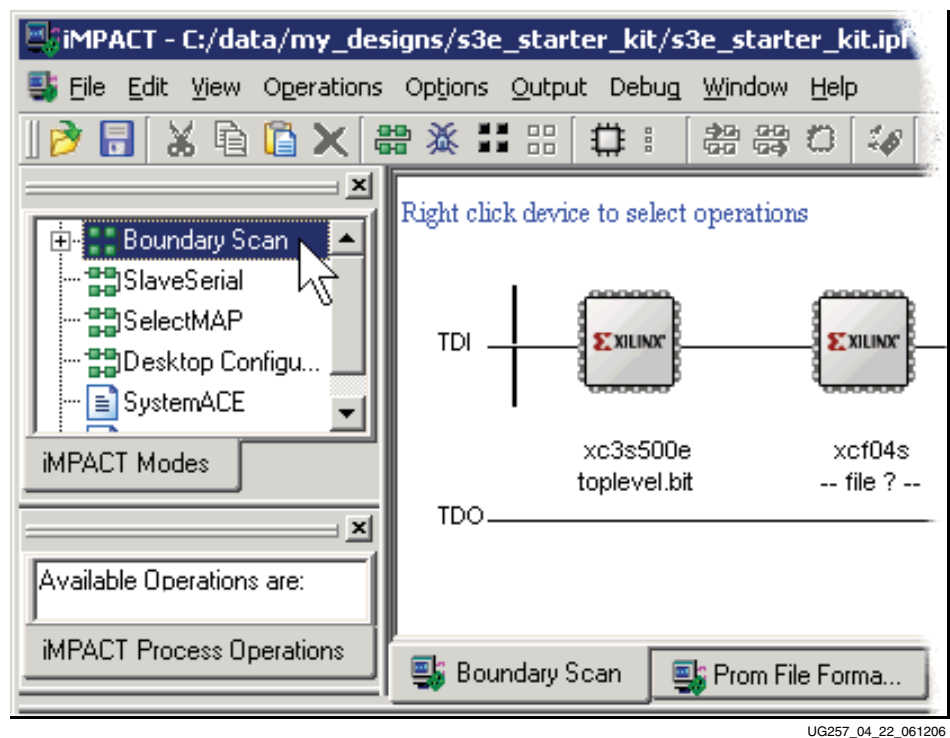 iMPACT - C:/data/my_designs/s3e_starter_kit/s3e_starter_kit.ipf
File Edit View Operations Options Output Debug Window Help
Right click device to select operations
Boundary Scan
SlaveSerial
SelectMAP
Desktop Configu...
SystemACE
iMPACT Modes
TDI
XILINX
XILINX
xc3s500e
toplevel.bit
xcf04s
-- file ? --
TDO
Available Operations are:
iMPACT Process Operations
Boundary Scan
Prom File Forma...
UG257_04_22_061206